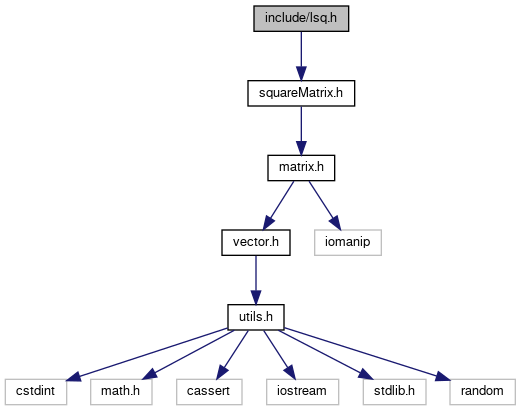 include/lsq.h
squareMatrix.h
matrix.h
vector.h
iomanip
utils.h
cstdint
math.h
cassert
iostream
stdlib.h
random